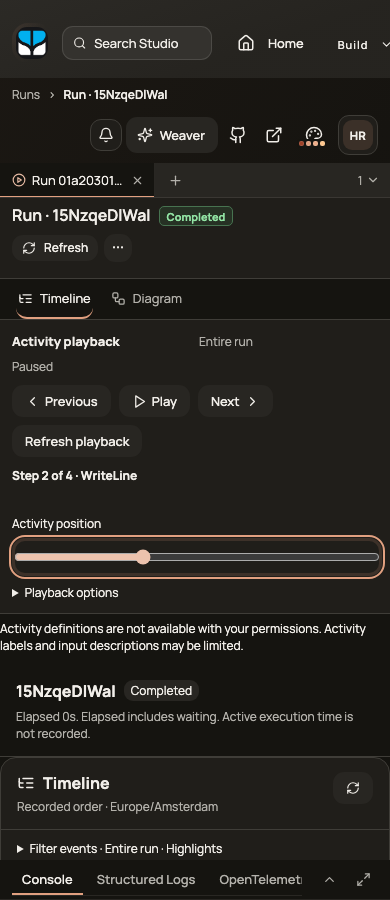 Search Studio
Home
Build
Runs › Run · 15NzqeDlWal
Weaver
HR
Run 01a20301...
1
Run · 15NzqeDlWal Completed
Refresh
Timeline Diagram
Activity playback Entire run
Paused
Previous Play Next
Refresh playback
Step 2 of 4 · WriteLine
Activity position
Playback options
Activity definitions are not available with your permissions. Activity
labels and input descriptions may be limited.
15NzqeDlWal Completed
Elapsed 0s. Elapsed includes waiting. Active execution time is
not recorded.
Timeline
Recorded order · Europe/Amsterdam
Filter events · Entire run · Highlights
Console Structured Logs OpenTelemet